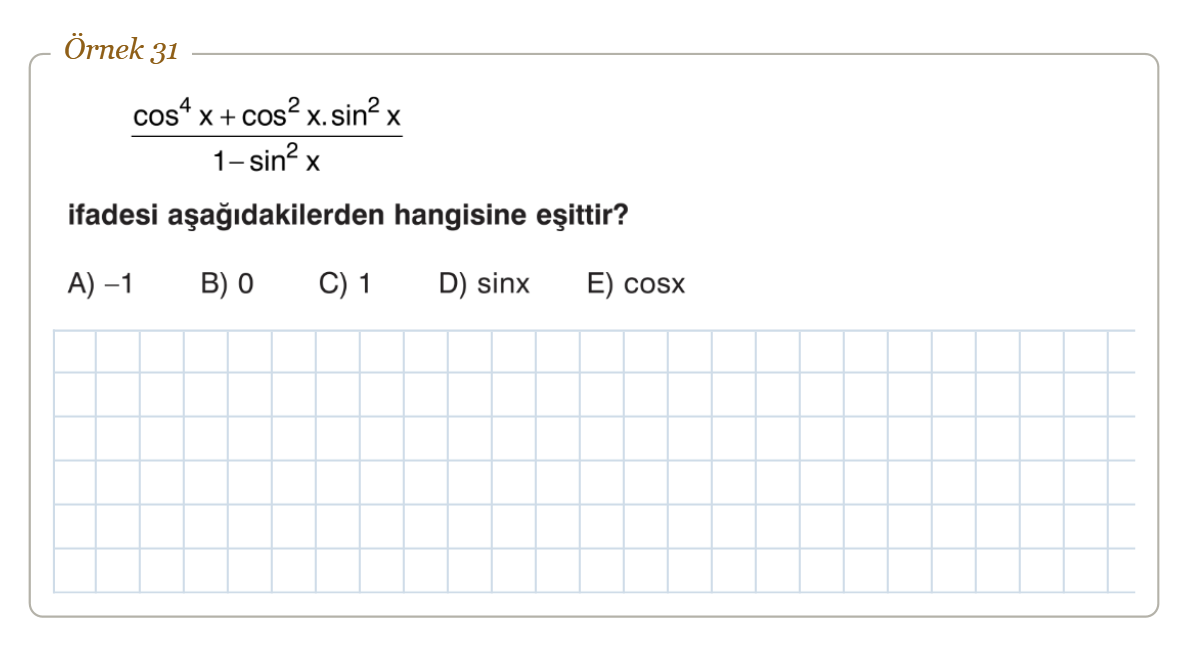 Örnek 31
cos⁴ x + cos² x. sin² x
1– sin² x
ifadesi aşağıdakilerden hangisine eşittir?
A) –1 B) 0 C) 1 D) sinx E) cosx